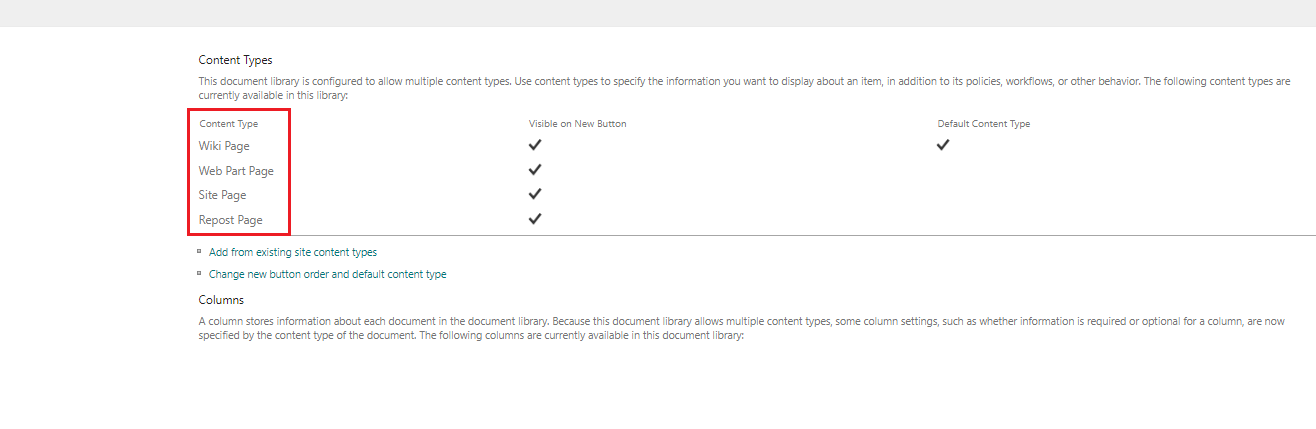 Content Types
This document library is configured to allow multiple content types. Use content types to specify the information you want to display about an item, in addition to its policies, workflows, or other behavior. The following content types are
currently available in this library:
Content Type Visible on New Button Default Content Type
Wiki Page
Web Part Page
Site Page
Repost Page
Add from existing site content types
Change new button order and default content type
Columns
A column stores information about each document in the document library. Because this document library allows multiple content types, some column settings, such as whether information is required or optional for a column, are now
specified by the content type of the document. The following columns are currently available in this document library: